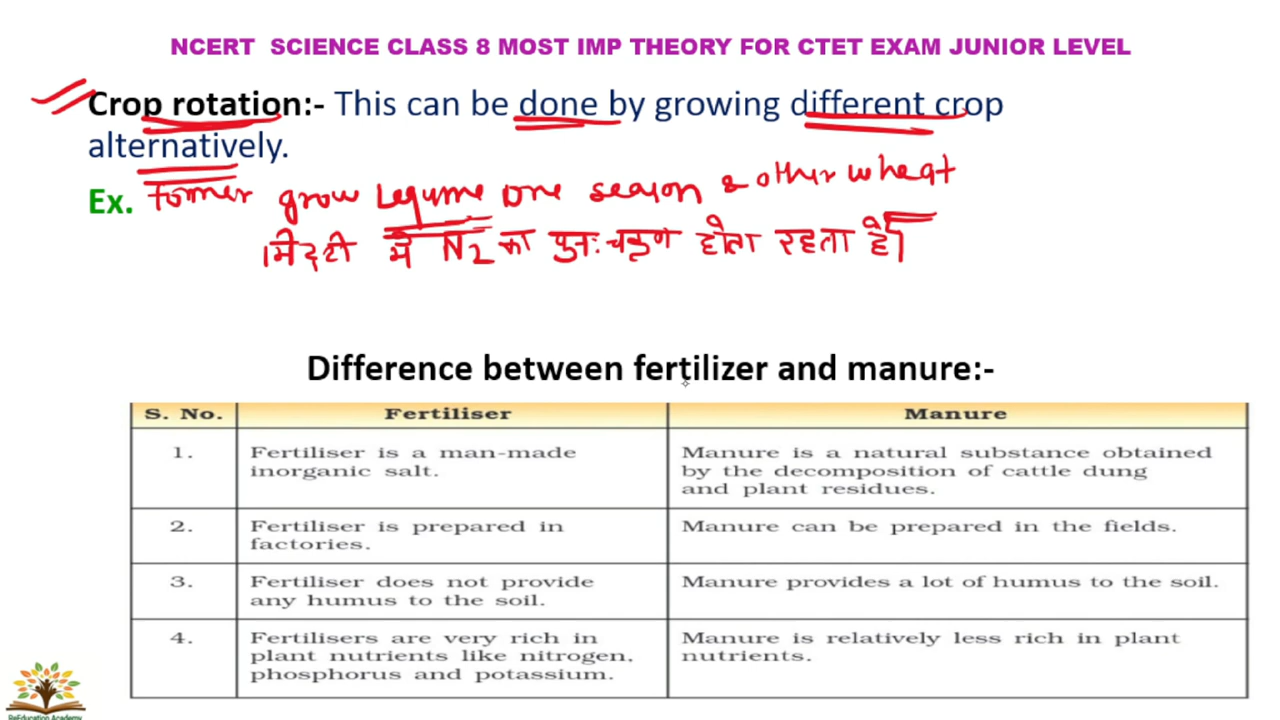 NCERT SCIENCE CLASS 8 MOST IMP THEORY FOR CTET EXAM JUNIOR LEVEL
Crop rotation:- This can be done by growing different crop
alternatively.
Ex. Former grow Legume one season & other wheat
में N2 का पुनः होता रहता है।
Difference between fertilizer and manure:-
S. No. Fertiliser Manure
1. Fertiliser is a man-made
inorganic salt.
Manure is a natural substance obtained
by the decomposition of cattle dung
and plant residues.
2. Fertiliser is prepared in
factories.
Manure can be prepared in the fields.
3. Fertiliser does not provide
any humus to the soil.
Manure provides a lot of humus to the soil.
4. Fertilisers are very rich in
plant nutrients like nitrogen,
phosphorus and potassium.
Manure is relatively less rich in plant
nutrients.